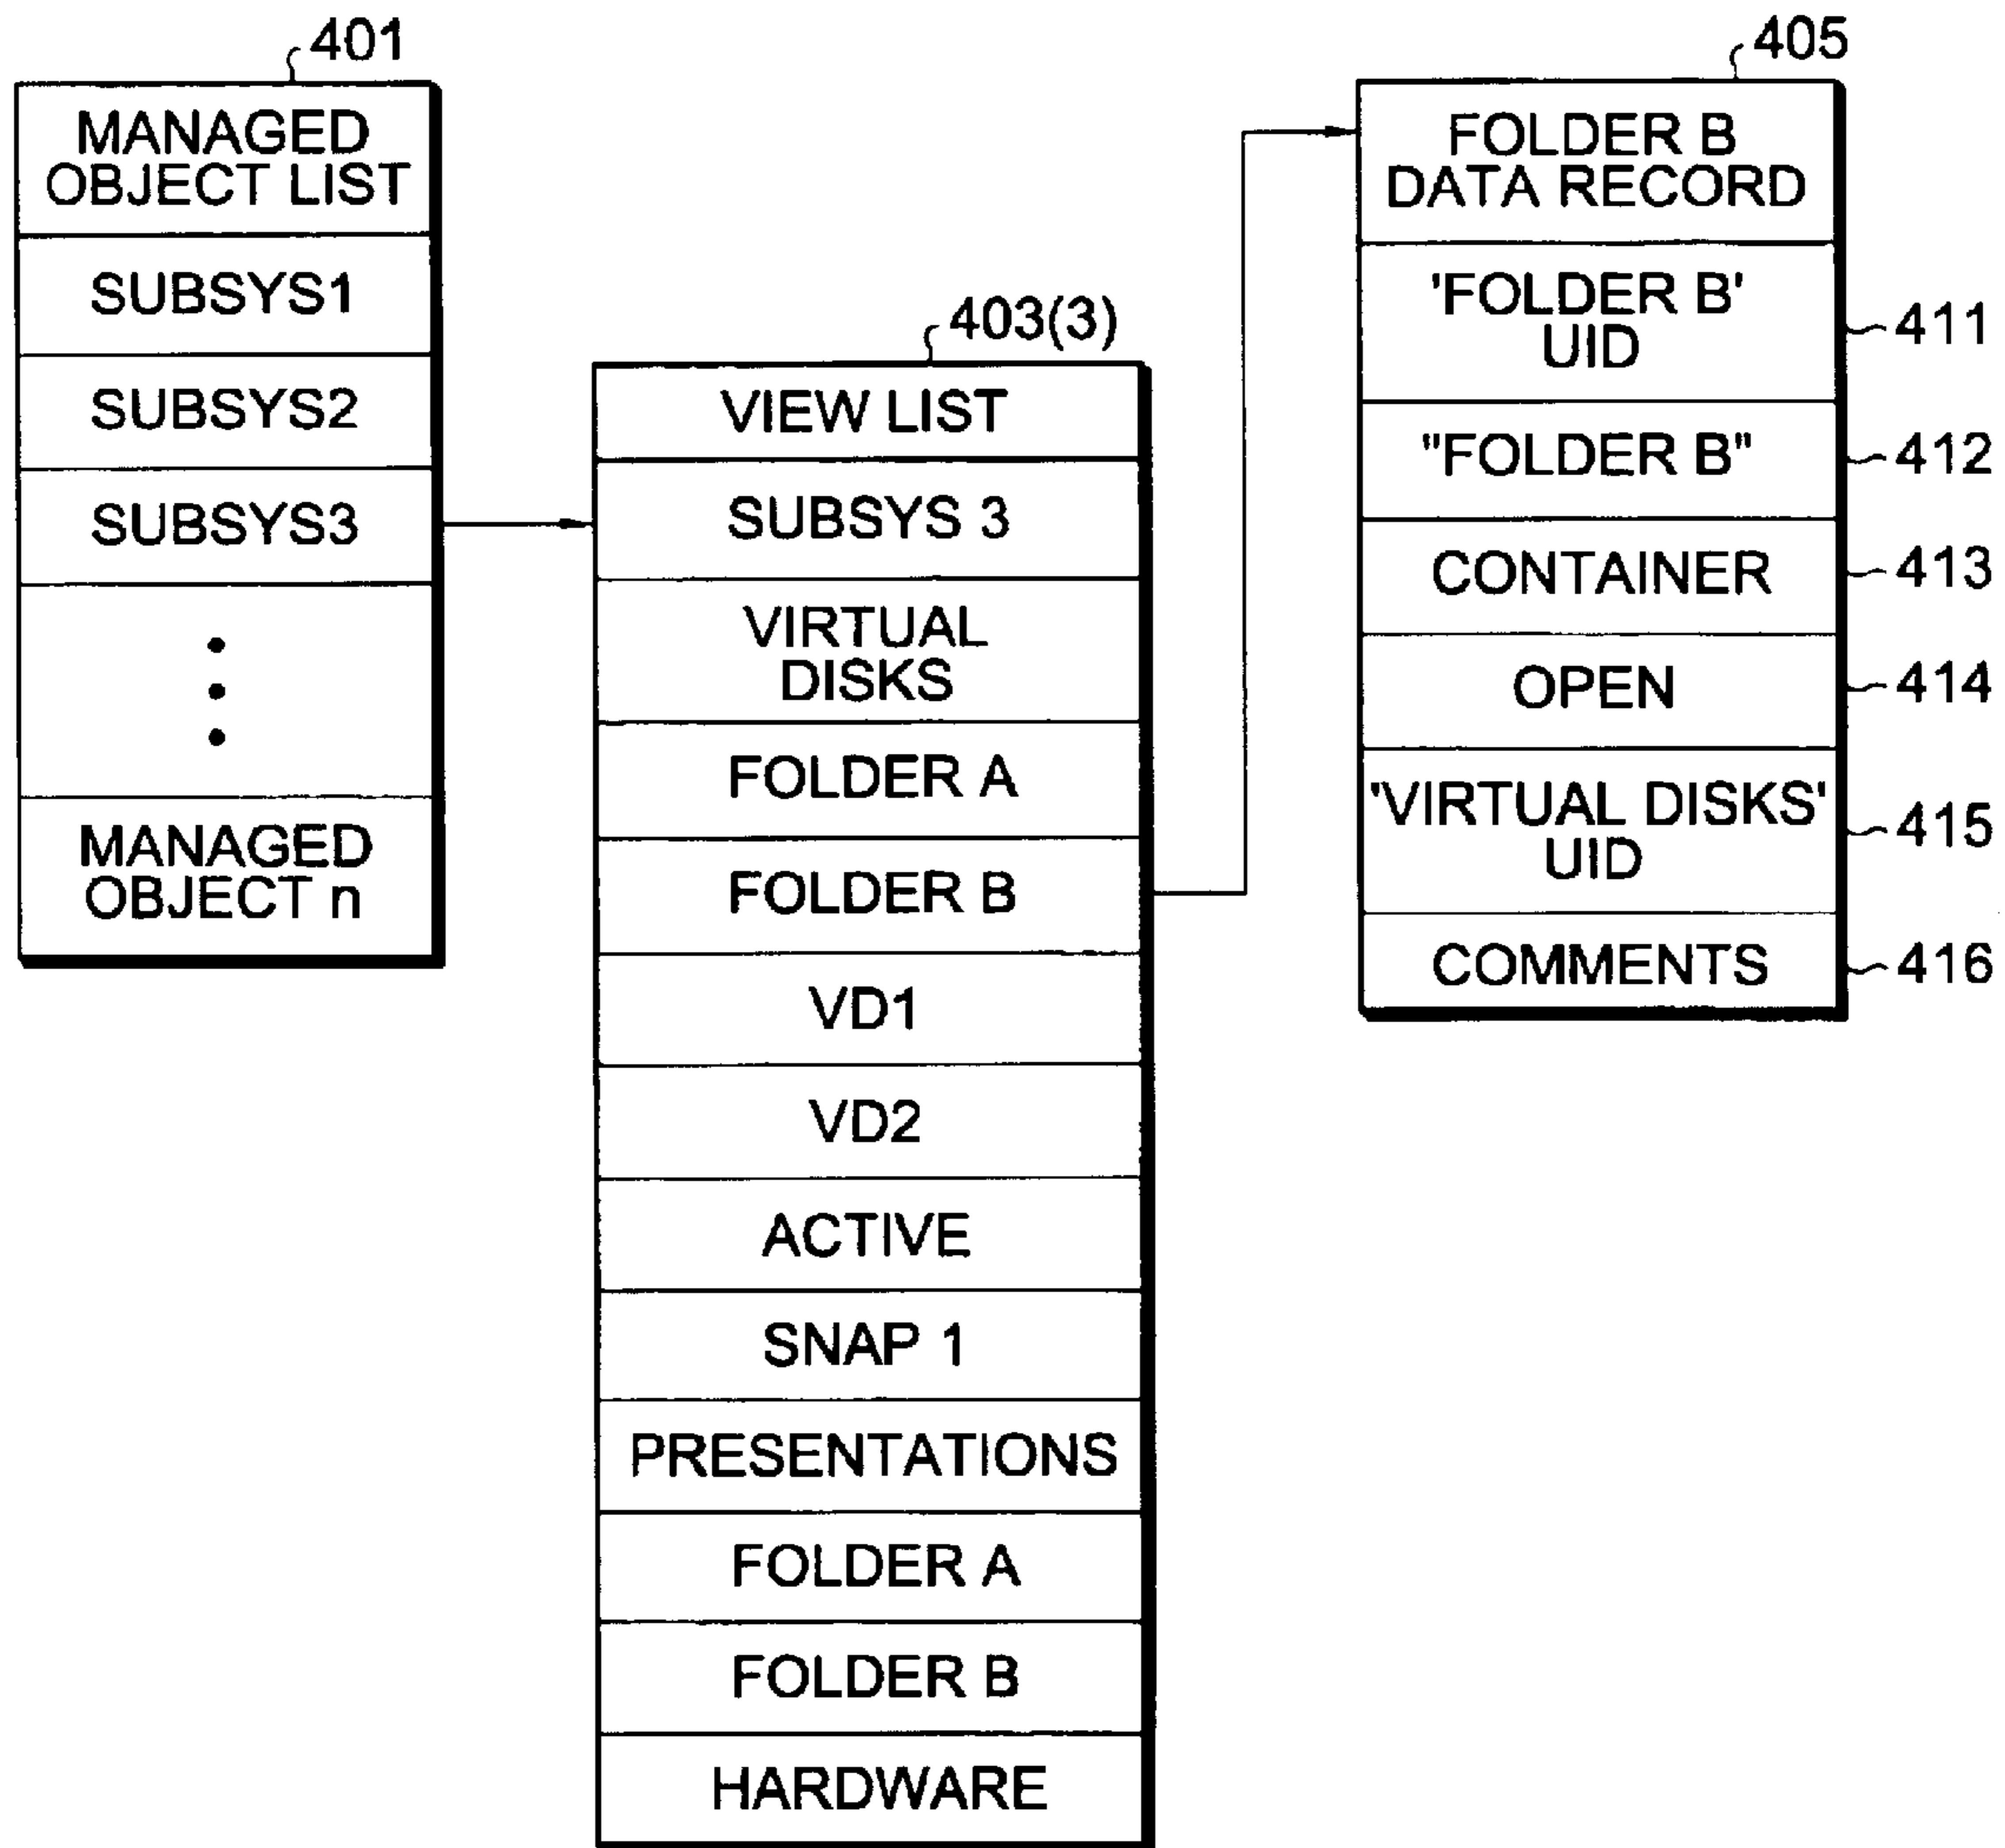 401
MANAGED
OBJECT LIST
SUBSYS1
SUBSYS2
SUBSYS3
MANAGED
OBJECT n
403(3)
VIEW LIST
SUBSYS 3
VIRTUAL
DISKS
FOLDER A
FOLDER B
VD1
VD2
ACTIVE
SNAP 1
PRESENTATIONS
FOLDER A
FOLDER B
HARDWARE
405
FOLDER B
DATA RECORD
'FOLDER B'
UID
411
"FOLDER B"
412
CONTAINER
413
OPEN
414
'VIRTUAL DISKS'
UID
415
COMMENTS
416